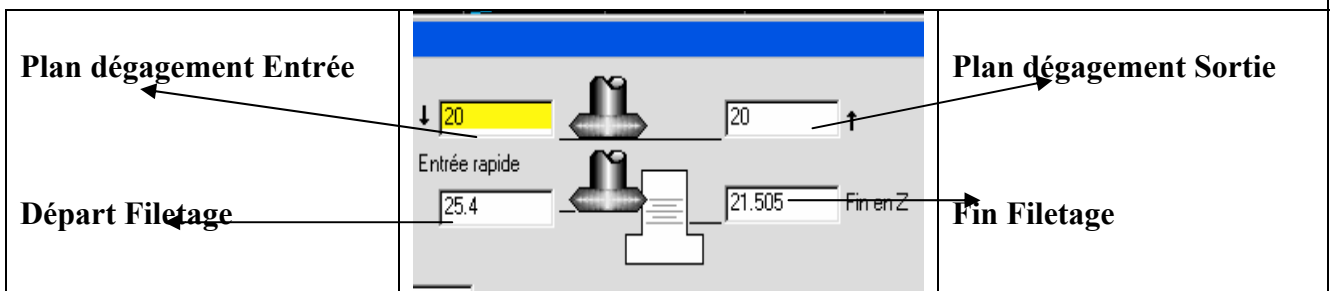 Plan dégagement Entrée
Départ Filetage
20
20
Entrée rapide
25.4
21.505
Fin en Z
Plan dégagement Sortie
Fin Filetage